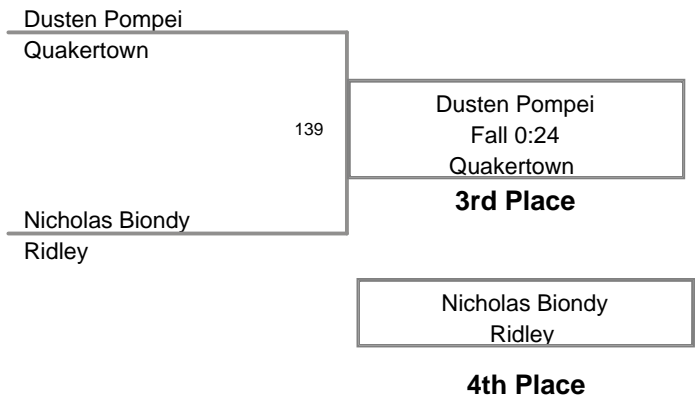 Dusten Pompei
Quakertown
139
Dusten Pompei
Fall 0:24
Quakertown
3rd Place
Nicholas Biondy
Ridley
Nicholas Biondy
Ridley
4th Place